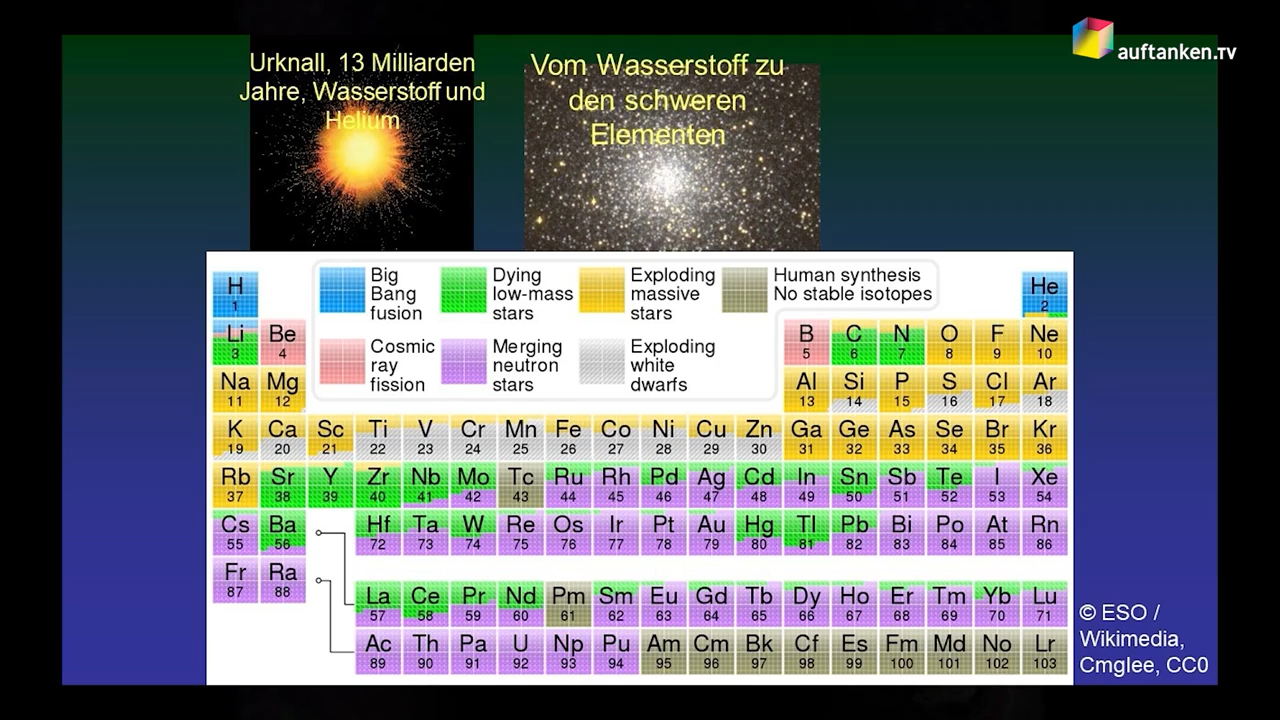 auftanken.TV
Urknall, 13 Milliarden
Jahre, Wasserstoff und
Helium
Vom Wasserstoff zu
den schweren
Elementen
Big
Bang
fusion
Dying
low-mass
stars
Exploding
massive
stars
Human synthesis
No stable isotopes
Cosmic
ray
fission
Merging
neutron
stars
Exploding
white
dwarfs
H He
1 2
Li Be B C N O F Ne
3 4 5 6 7 8 9 10
Na Mg Al Si P S Cl Ar
11 12 13 14 15 16 17 18
K Ca Sc Ti V Cr Mn Fe Co Ni Cu Zn Ga Ge As Se Br Kr
19 20 21 22 23 24 25 26 27 28 29 30 31 32 33 34 35 36
Rb Sr Y Zr Nb Mo Tc Ru Rh Pd Ag Cd In Sn Sb Te I Xe
37 38 39 40 41 42 43 44 45 46 47 48 49 50 51 52 53 54
Cs Ba Hf Ta W Re Os Ir Pt Au Hg Tl Pb Bi Po At Rn
55 56 72 73 74 75 76 77 78 79 80 81 82 83 84 85 86
Fr Ra
87 88
La Ce Pr Nd Pm Sm Eu Gd Tb Dy Ho Er Tm Yb Lu
57 58 59 60 61 62 63 64 65 66 67 68 69 70 71
Ac Th Pa U Np Pu Am Cm Bk Cf Es Fm Md No Lr
89 90 91 92 93 94 95 96 97 98 99 100 101 102 103
© ESO /
Wikimedia,
Cmglee, CC0